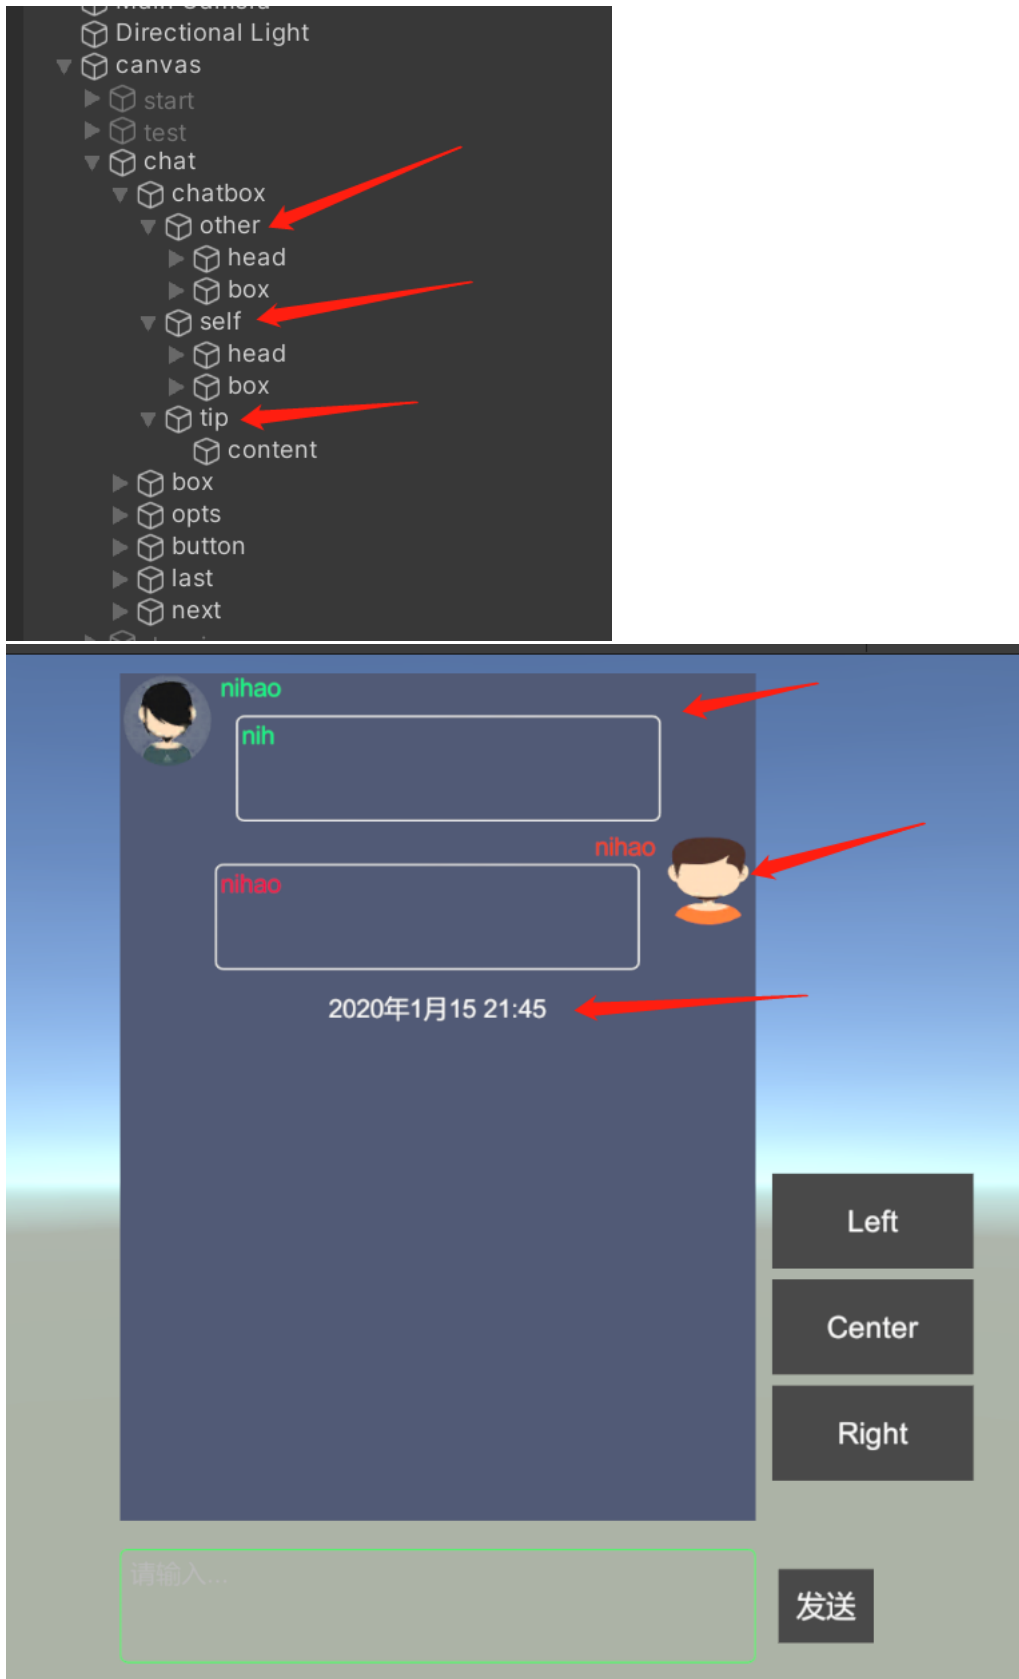 Main Camera
Directional Light
canvas
start
test
chat
chatbox
other
head
box
self
head
box
tip
content
box
opts
button
last
next
nihao
nih
nihao
nihao
2020年1月15 21:45
Left
Center
Right
请输入...
发送